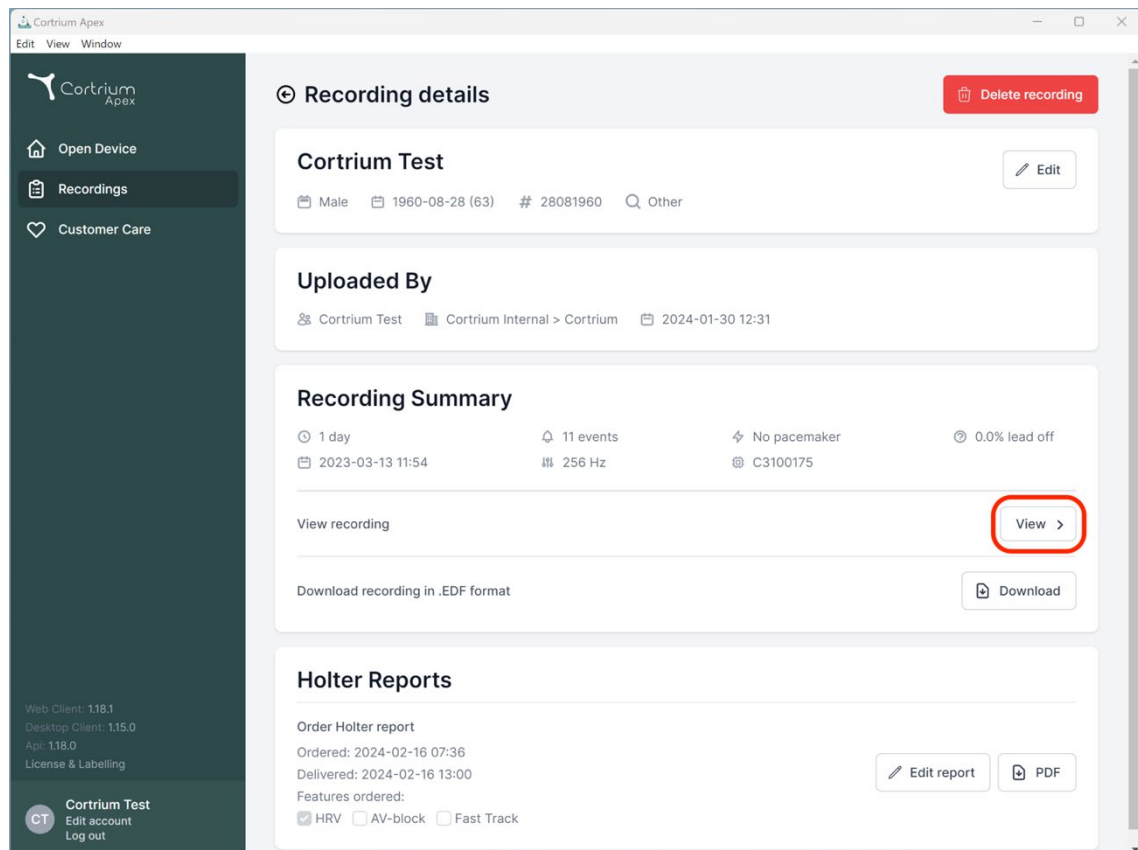 Cortrium Apex
Edit View Window
Cortrium
Apex
Open Device
Recordings
Customer Care
Web Client: 1.18.1
Desktop Client: 1.15.0
Api: 1.18.0
License & Labelling
CT
Cortrium Test
Edit account
Log out
Recording details
Delete recording
Cortrium Test
Edit
Male 1960-08-28 (63) # 28081960 Other
Uploaded By
Cortrium Test Cortrium Internal > Cortrium 2024-01-30 12:31
Recording Summary
1 day 11 events No pacemaker 0.0% lead off
2023-03-13 11:54 256 Hz C3100175
View recording View >
Download recording in .EDF format Download
Holter Reports
Order Holter report
Ordered: 2024-02-16 07:36
Delivered: 2024-02-16 13:00
Edit report PDF
Features ordered:
HRV AV-block Fast Track